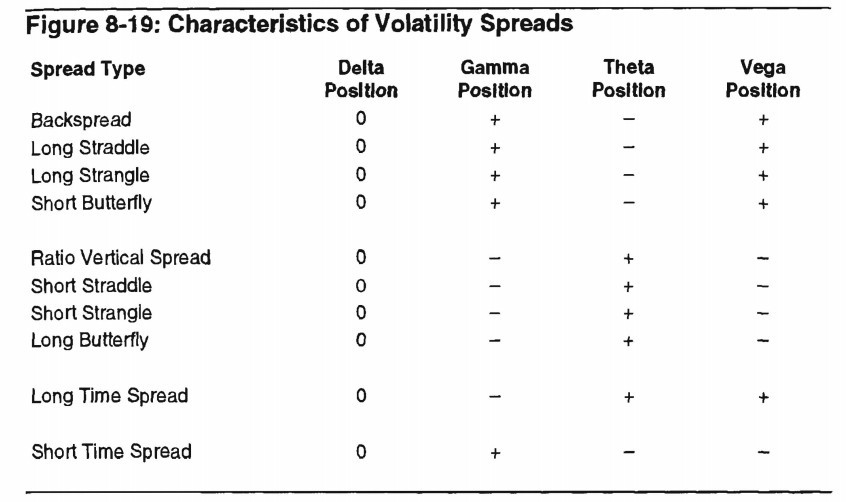 Figure 8-19: Characteristics of Volatility Spreads
Spread Type Delta Position Gamma Position Theta Position Vega Position
Backspread 0 + – +
Long Straddle 0 + – +
Long Strangle 0 + – +
Short Butterfly 0 + – +
Ratio Vertical Spread 0 – + –
Short Straddle 0 – + –
Short Strangle 0 – + –
Long Butterfly 0 – + –
Long Time Spread 0 – + +
Short Time Spread 0 + – –